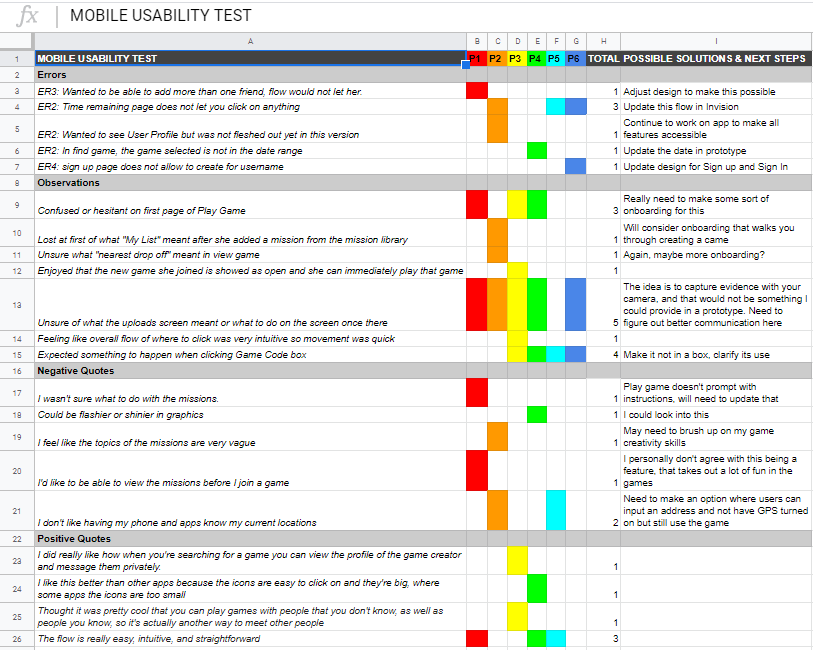 fx MOBILE USABILITY TEST
A B C D E F G H I
1 MOBILE USABILITY TEST P1 P2 P3 P4 P5 P6 TOTAL POSSIBLE SOLUTIONS & NEXT STEPS
2 Errors
3 ER3: Wanted to be able to add more than one friend, flow would not let her. 1 Adjust design to make this possible
4 ER2: Time remaining page does not let you click on anything 3 Update this flow in Invision
Continue to work on app to make all
5 ER2: Wanted to see User Profile but was not fleshed out yet in this version 1 features accessible
6 ER2: In find game, the game selected is not in the date range 1 Update the date in prototype
7 ER4: sign up page does not allow to create for username 1 Update design for Sign up and Sign In
8 Observations
Really need to make some sort of
9 Confused or hesitant on first page of Play Game 3 onboarding for this
Will consider onboarding that walks you
10 Lost at first of what "My List" meant after she added a mission from the mission library 1 through creating a came
11 Unsure what "nearest drop off" meant in view game 1 Again, maybe more onboarding?
12 Enjoyed that the new game she joined is showed as open and she can immediately play that game 1
The idea is to capture evidence with your
camera, and that would not be something I
could provide in a prototype. Need to
13 Unsure of what the uploads screen meant or what to do on the screen once there 5 figure out better communication here
14 Feeling like overall flow of where to click was very intuitive so movement was quick 1
15 Expected something to happen when clicking Game Code box 4 Make it not in a box, clarify its use
16 Negative Quotes
Play game doesn't prompt with
17 I wasn't sure what to do with the missions. 1 instructions, will need to update that
18 Could be flashier or shinier in graphics 1 I could look into this
May need to brush up on my game
19 I feel like the topics of the missions are very vague 1 creativity skills
I personally don't agree with this being a
feature, that takes out a lot of fun in the
20 I'd like to be able to view the missions before I join a game 1 games
Need to make an option where users can
input an address and not have GPS turned
21 I don't like having my phone and apps know my current locations 2 on but still use the game
22 Positive Quotes
I did really like how when you're searching for a game you can view the profile of the game creator
23 and message them privately. 1
I like this better than other apps because the icons are easy to click on and they're big, where
24 some apps the icons are too small 1
Thought it was pretty cool that you can play games with people that you don't know, as well as
25 people you know, so it's actually another way to meet other people 1
26 The flow is really easy, intuitive, and straightforward 3